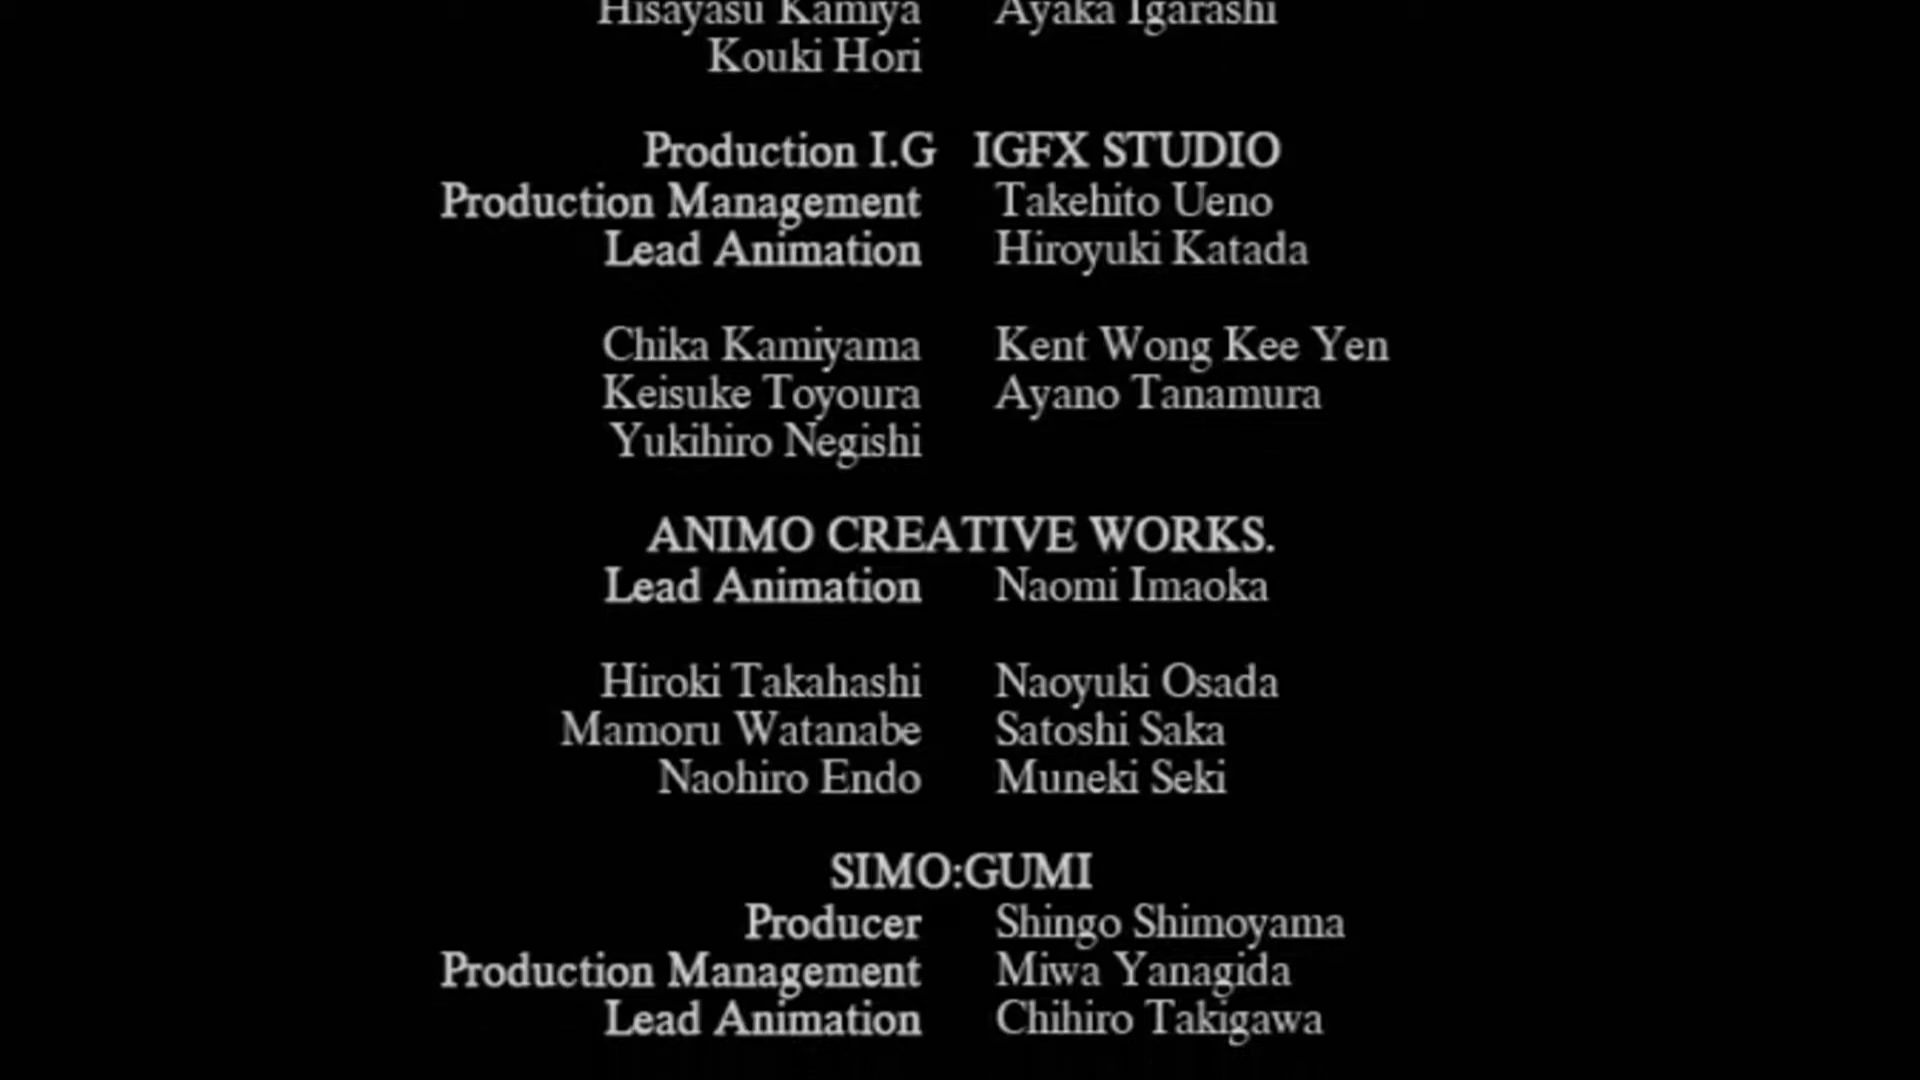 Hisayasu Kamiya Ayaka Igarashi
Kouki Hori
Production I.G IGFX STUDIO
Production Management Takehito Ueno
Lead Animation Hiroyuki Katada
Chika Kamiyama Kent Wong Kee Yen
Keisuke Toyoura Ayano Tanamura
Yukihiro Negishi
ANIMO CREATIVE WORKS.
Lead Animation Naomi Imaoka
Hiroki Takahashi Naoyuki Osada
Mamoru Watanabe Satoshi Saka
Naohiro Endo Muneki Seki
SIMO:GUMI
Producer Shingo Shimoyama
Production Management Miwa Yanagida
Lead Animation Chihiro Takigawa